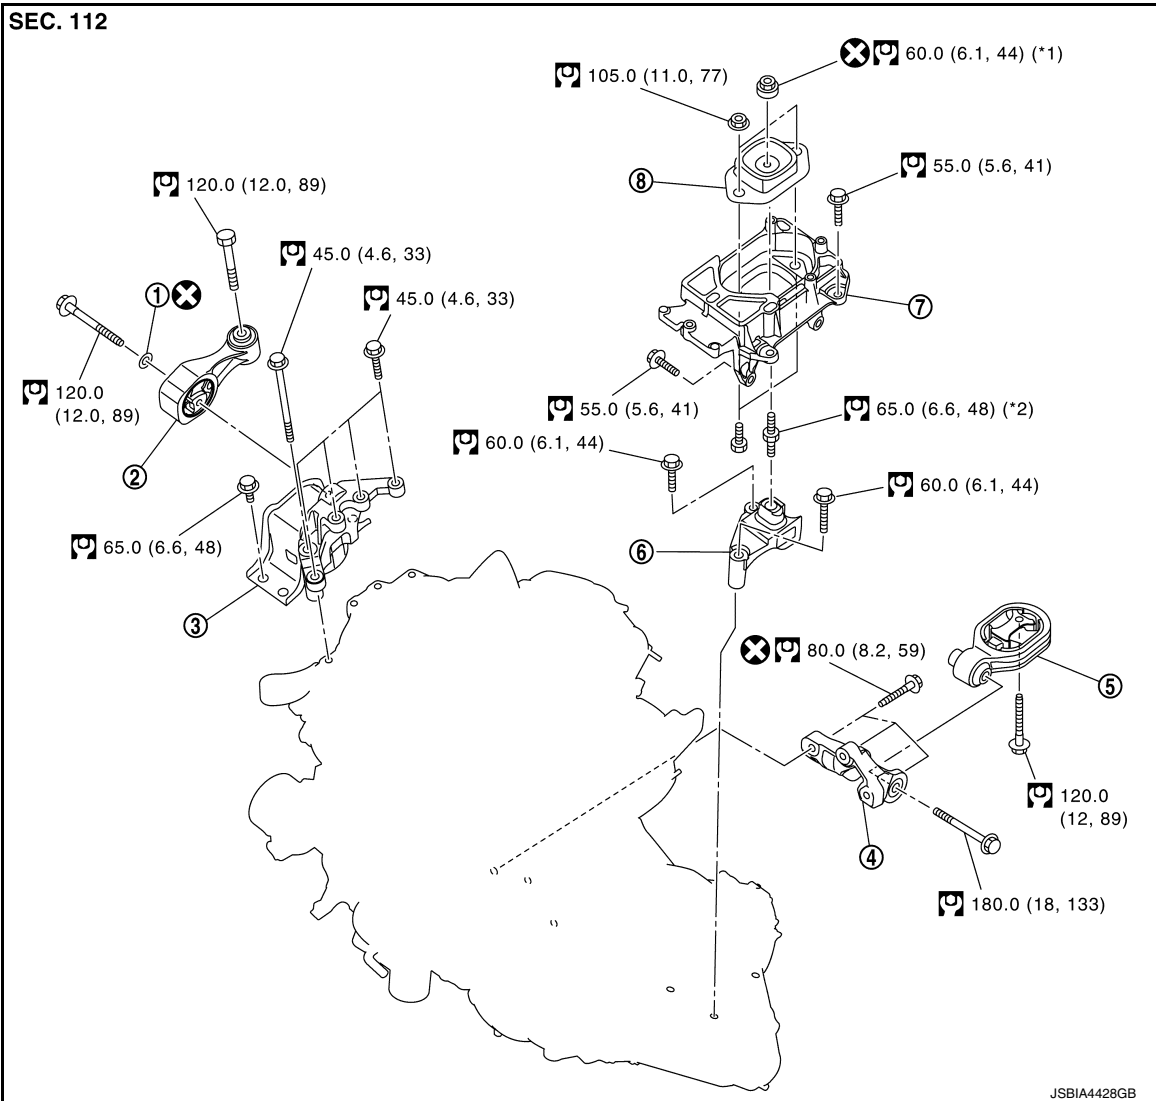 SEC. 112
60.0 (6.1, 44) (*1)
105.0 (11.0, 77)
55.0 (5.6, 41)
8
120.0 (12.0, 89)
45.0 (4.6, 33)
1
45.0 (4.6, 33)
7
120.0
(12.0, 89)
55.0 (5.6, 41)
65.0 (6.6, 48) (*2)
60.0 (6.1, 44)
2
60.0 (6.1, 44)
65.0 (6.6, 48)
6
3
80.0 (8.2, 59)
5
120.0
(12, 89)
4
180.0 (18, 133)
JSBIA4428GB